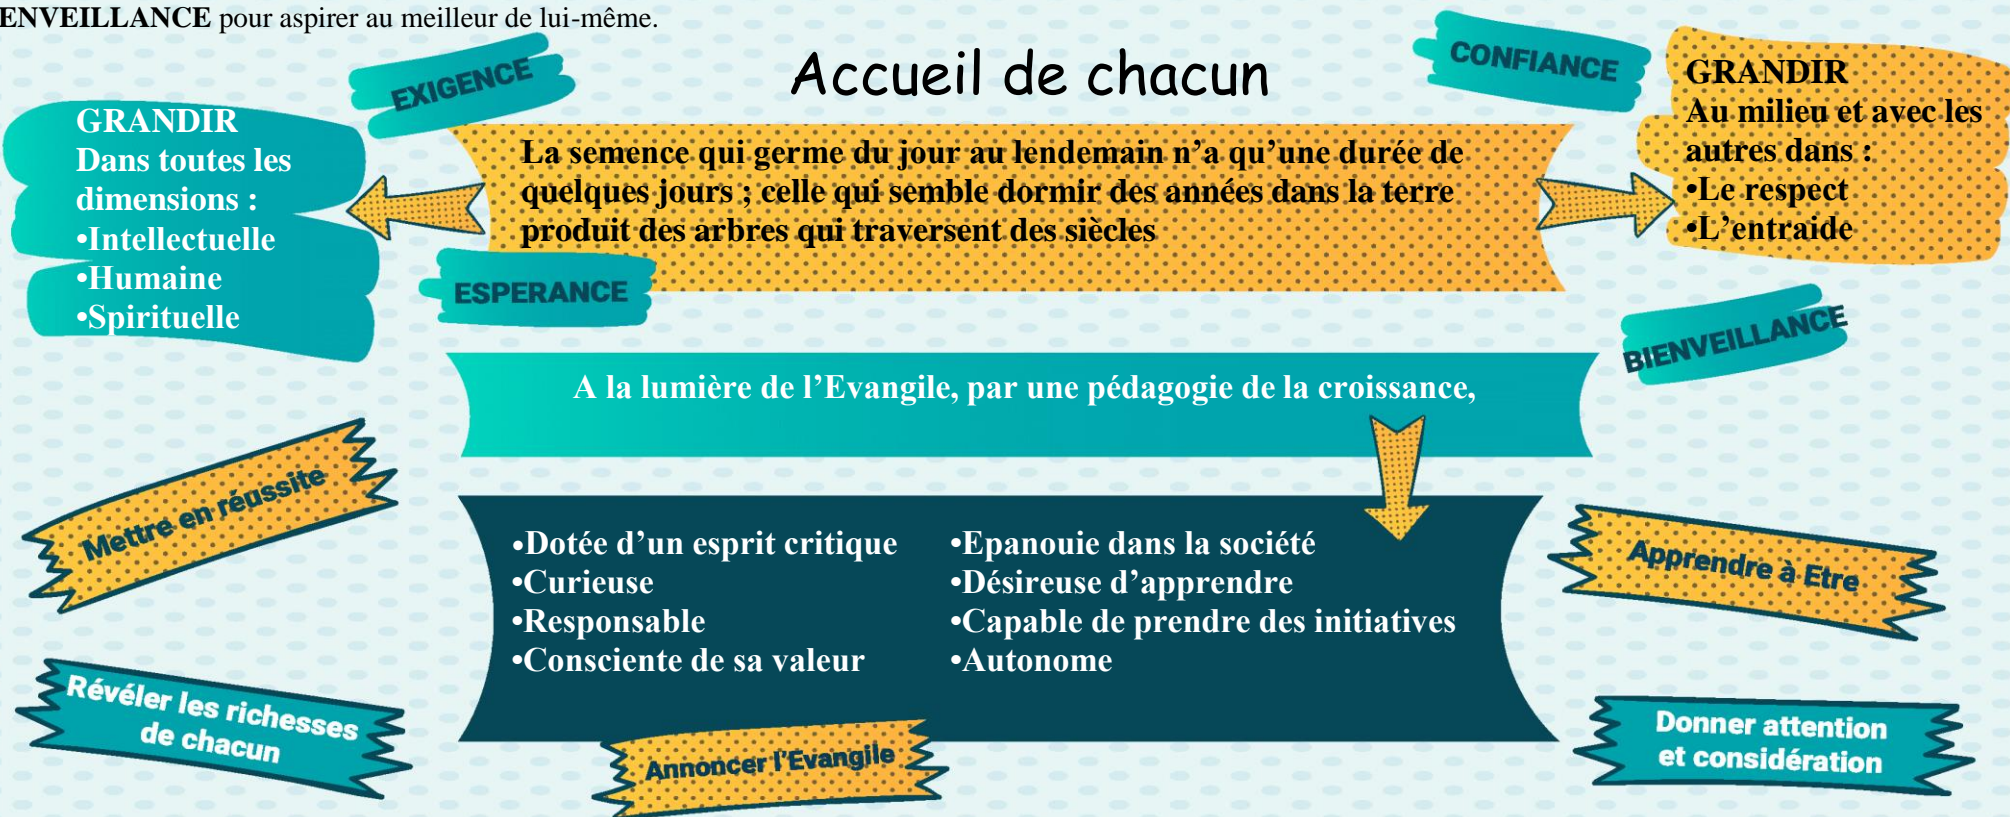 ENVEILLANCE pour aspirer au meilleur de lui-même.
Accueil de chacun
EXIGENCE
CONFIANCE
GRANDIR
Dans toutes les
dimensions :
•Intellectuelle
•Humaine
•Spirituelle
La semence qui germe du jour au lendemain n’a qu’une durée de
quelques jours ; celle qui semble dormir des années dans la terre
produit des arbres qui traversent des siècles
GRANDIR
Au milieu et avec les
autres dans :
•Le respect
•L’entraide
ESPERANCE
BIENVEILLANCE
A la lumière de l’Evangile, par une pédagogie de la croissance,
Mettre en réussite
•Dotée d’un esprit critique
•Curieuse
•Responsable
•Consciente de sa valeur
•Epanouie dans la société
•Désireuse d’apprendre
•Capable de prendre des initiatives
•Autonome
Apprendre à Etre
Révéler les richesses
de chacun
Annoncer l'Evangile
Donner attention
et considération